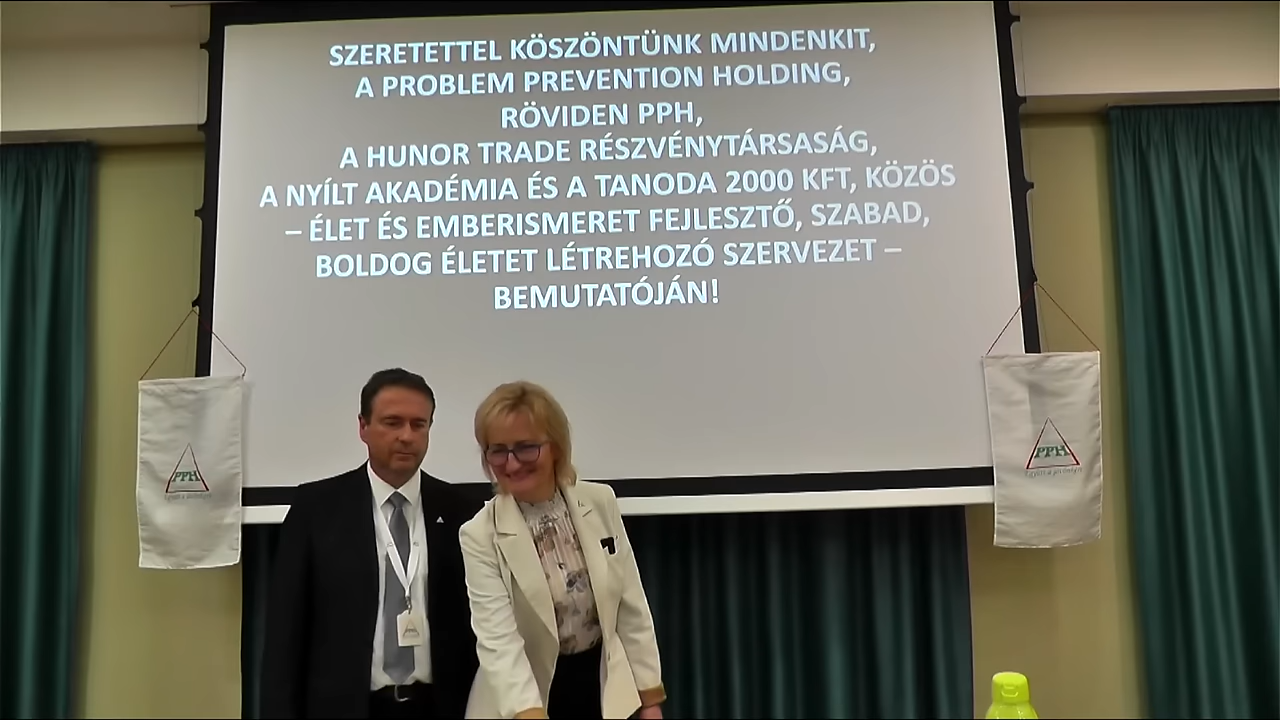 SZERETETTEL KÖSZÖNTÜNK MINDENKIT,
A PROBLEM PREVENTION HOLDING,
RÖVIDEN PPH,
A HUNOR TRADE RÉSZVÉNYTÁRSASÁG,
A NYÍLT AKADÉMIA ÉS A TANODA 2000 KFT, KÖZÖS
– ÉLET ÉS EMBERISMERET FEJLESZTŐ, SZABAD,
BOLDOG ÉLETET LÉTREHOZÓ SZERVEZET –
BEMUTATÓJÁN!
PPH
PPH